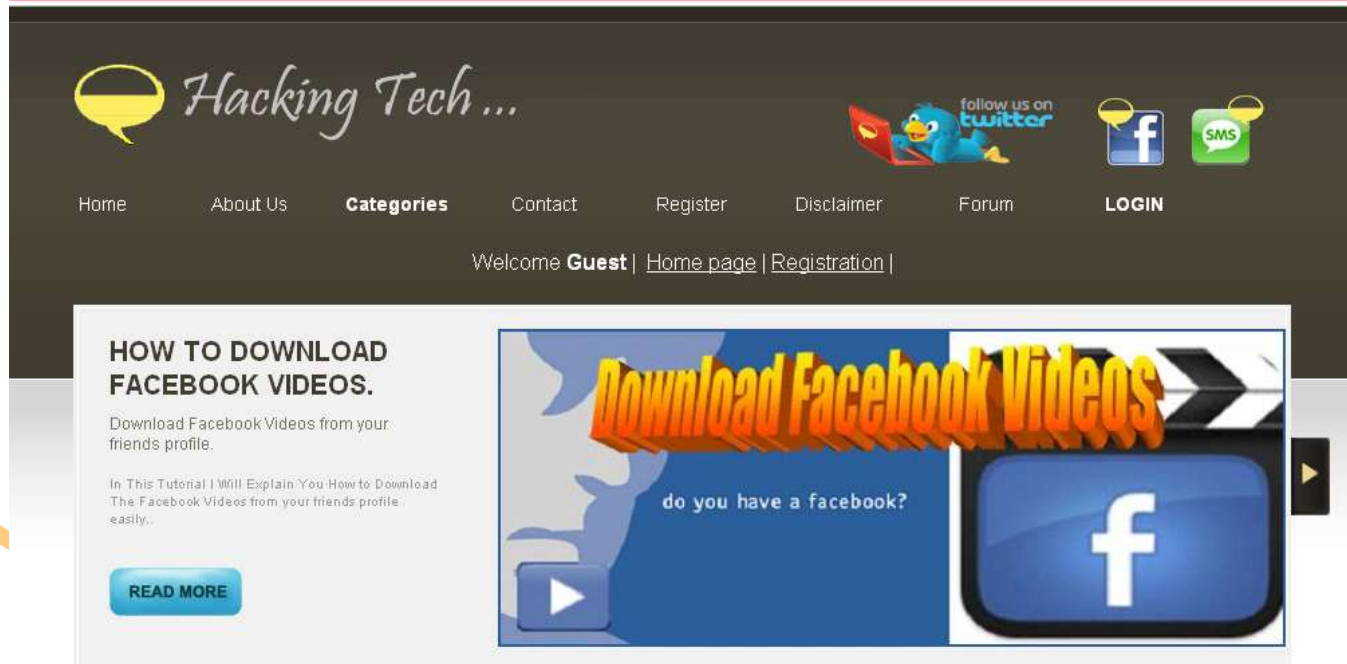 Hacking Tech ...
follow us on
twitter
f
SMS
Home About Us Categories Contact Register Disclaimer Forum LOGIN
Welcome Guest | Home page | Registration |
HOW TO DOWNLOAD
FACEBOOK VIDEOS.
Download Facebook Videos from your
friends profile.
In This Tutorial I Will Explain You How to Download
The Facebook Videos from your friends profile
easily..
READ MORE
Download Facebook Videos
do you have a facebook?
f